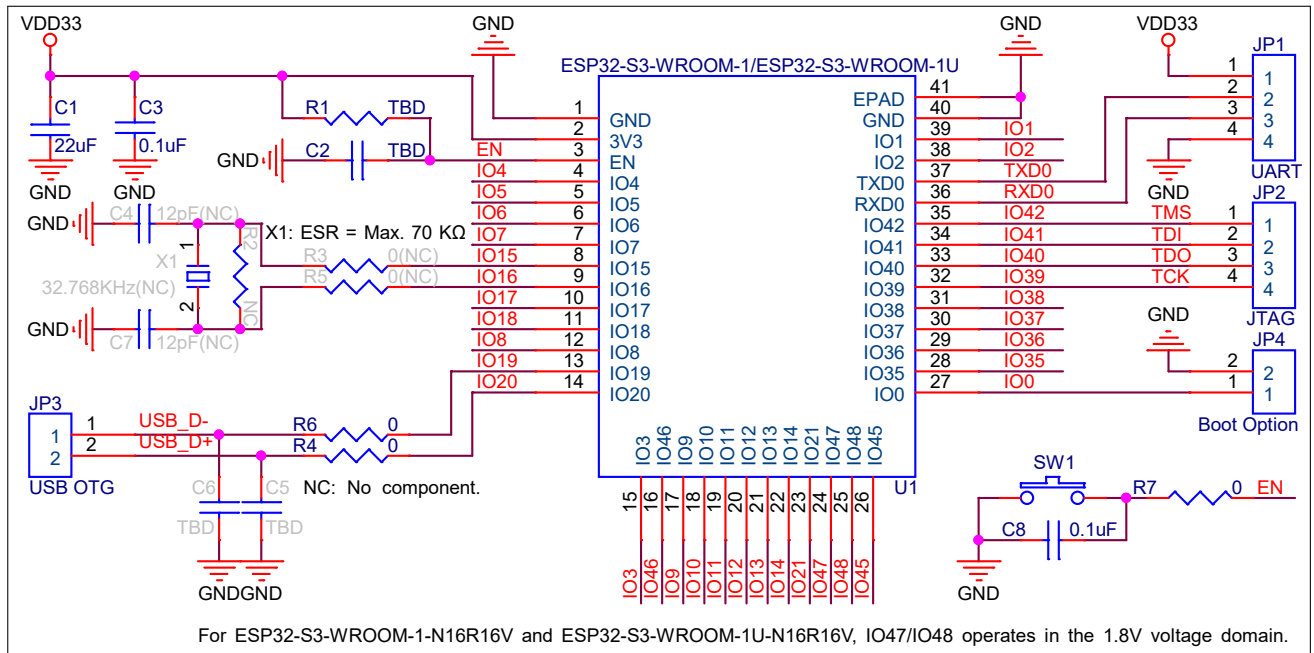 VDD33
GND
GND
VDD33
JP1
ESP32-S3-WROOM-1/ESP32-S3-WROOM-1U
C1
22uF
GND
C3
0.1uF
GND
R1
TBD
GND
C2
TBD
EN
IO4
IO5
IO6
IO7
IO15
IO16
IO17
IO18
IO8
IO19
IO20
1 GND
2 3V3
3 EN
4 IO4
5 IO5
6 IO6
7 IO7
8 IO15
9 IO16
10 IO17
11 IO18
12 IO8
13 IO19
14 IO20
EPAD 41
GND 40
IO1 39 IO1
IO2 38 IO2
TXD0 37 TXD0
RXD0 36 RXD0
IO42 35 IO42 TMS
IO41 34 IO41 TDI
IO40 33 IO40 TDO
IO39 32 IO39 TCK
IO38 31 IO38
IO37 30 IO37
IO36 29 IO36
IO35 28 IO35
IO0 27 IO0
1 1
2 2
3 3
4 4
GND
UART
JP2
1 1
2 2
3 3
4 4
JTAG
GND
JP4
2 2
1 1
Boot Option
GND
C4
12pF(NC)
X1: ESR = Max. 70 KΩ
1
X1
R2
NC
R3
0(NC)
R5
0(NC)
32.768KHz(NC)
2
GND
C7
12pF(NC)
JP3
1 1 USB_D-
2 2 USB_D+
USB OTG
R6
0
R4
0
C6
TBD
C5
TBD
NC: No component.
GND
GND
IO3 15 IO3
IO46 16 IO46
IO9 17 IO9
IO10 18 IO10
IO11 19 IO11
IO12 20 IO12
IO13 21 IO13
IO14 22 IO14
IO21 23 IO21
IO47 24 IO47
IO48 25 IO48
IO45 26 IO45
U1
SW1
R7
0
EN
C8
0.1uF
GND
For ESP32-S3-WROOM-1-N16R16V and ESP32-S3-WROOM-1U-N16R16V, IO47/IO48 operates in the 1.8V voltage domain.